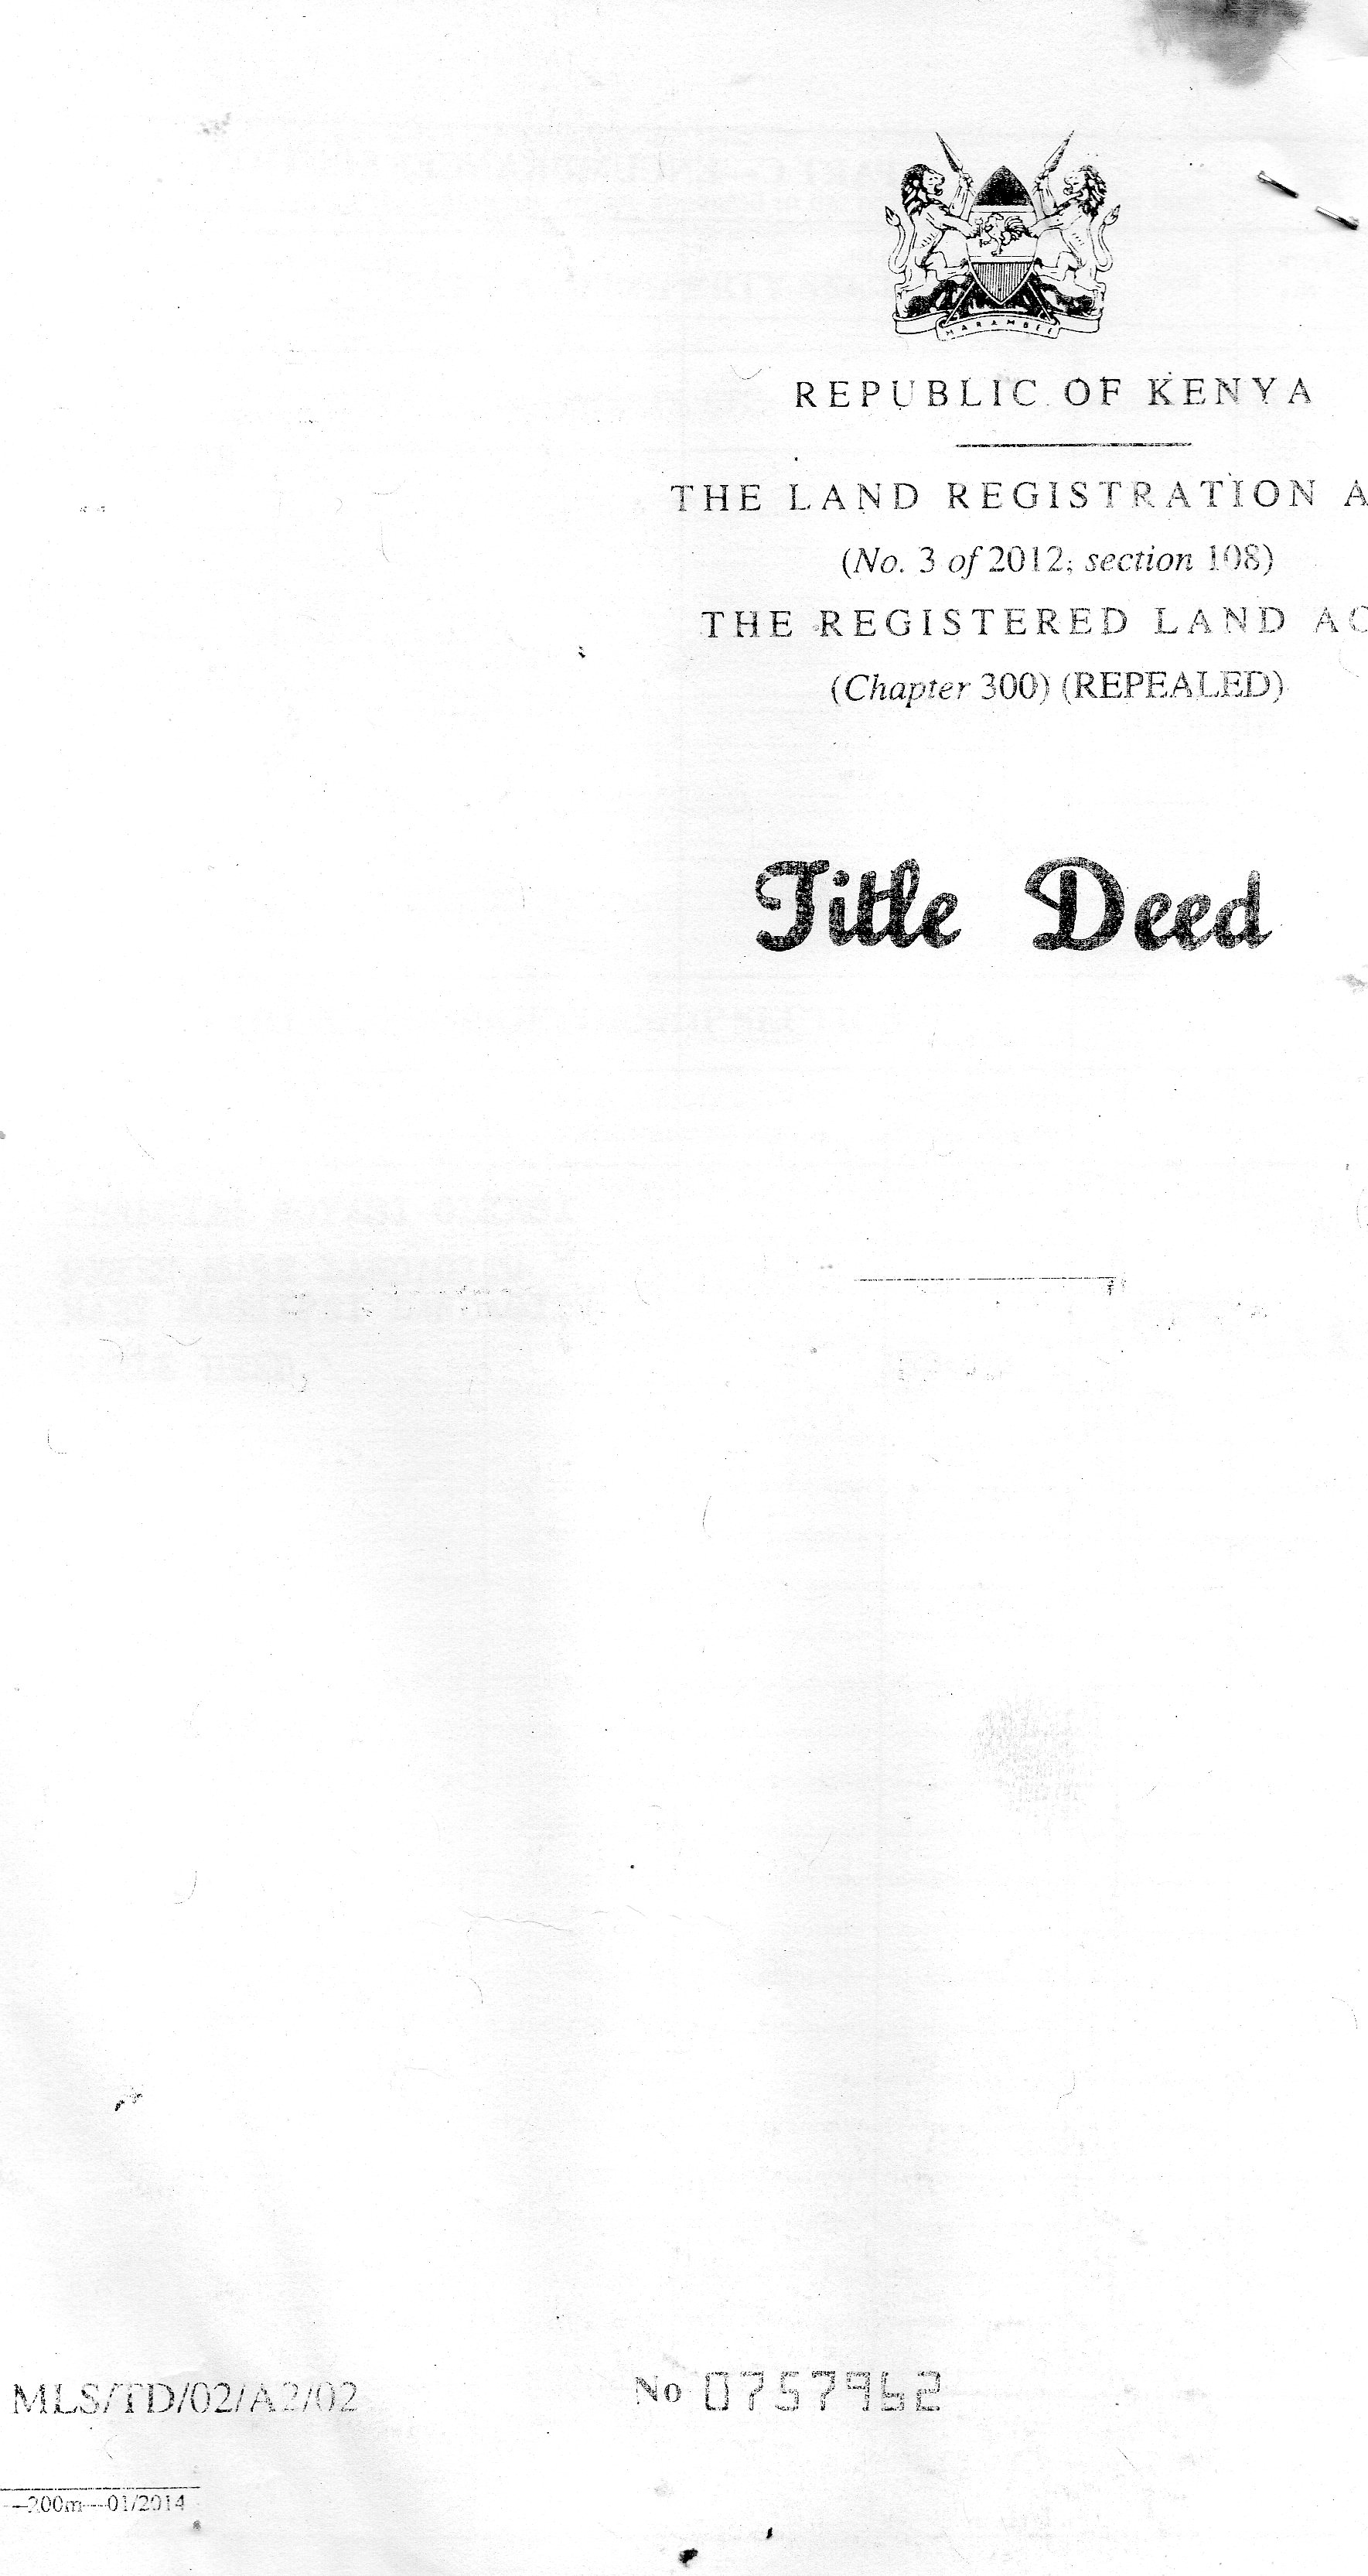 HARAMBEE
REPUBLIC OF KENYA
THE LAND REGISTRATION A
(No. 3 of 2012; section 108)
THE REGISTERED LAND AC
(Chapter 300) (REPEALED)
Title Deed
MLS/TD/02/A2/02
No 0757962
—200m—01/2014